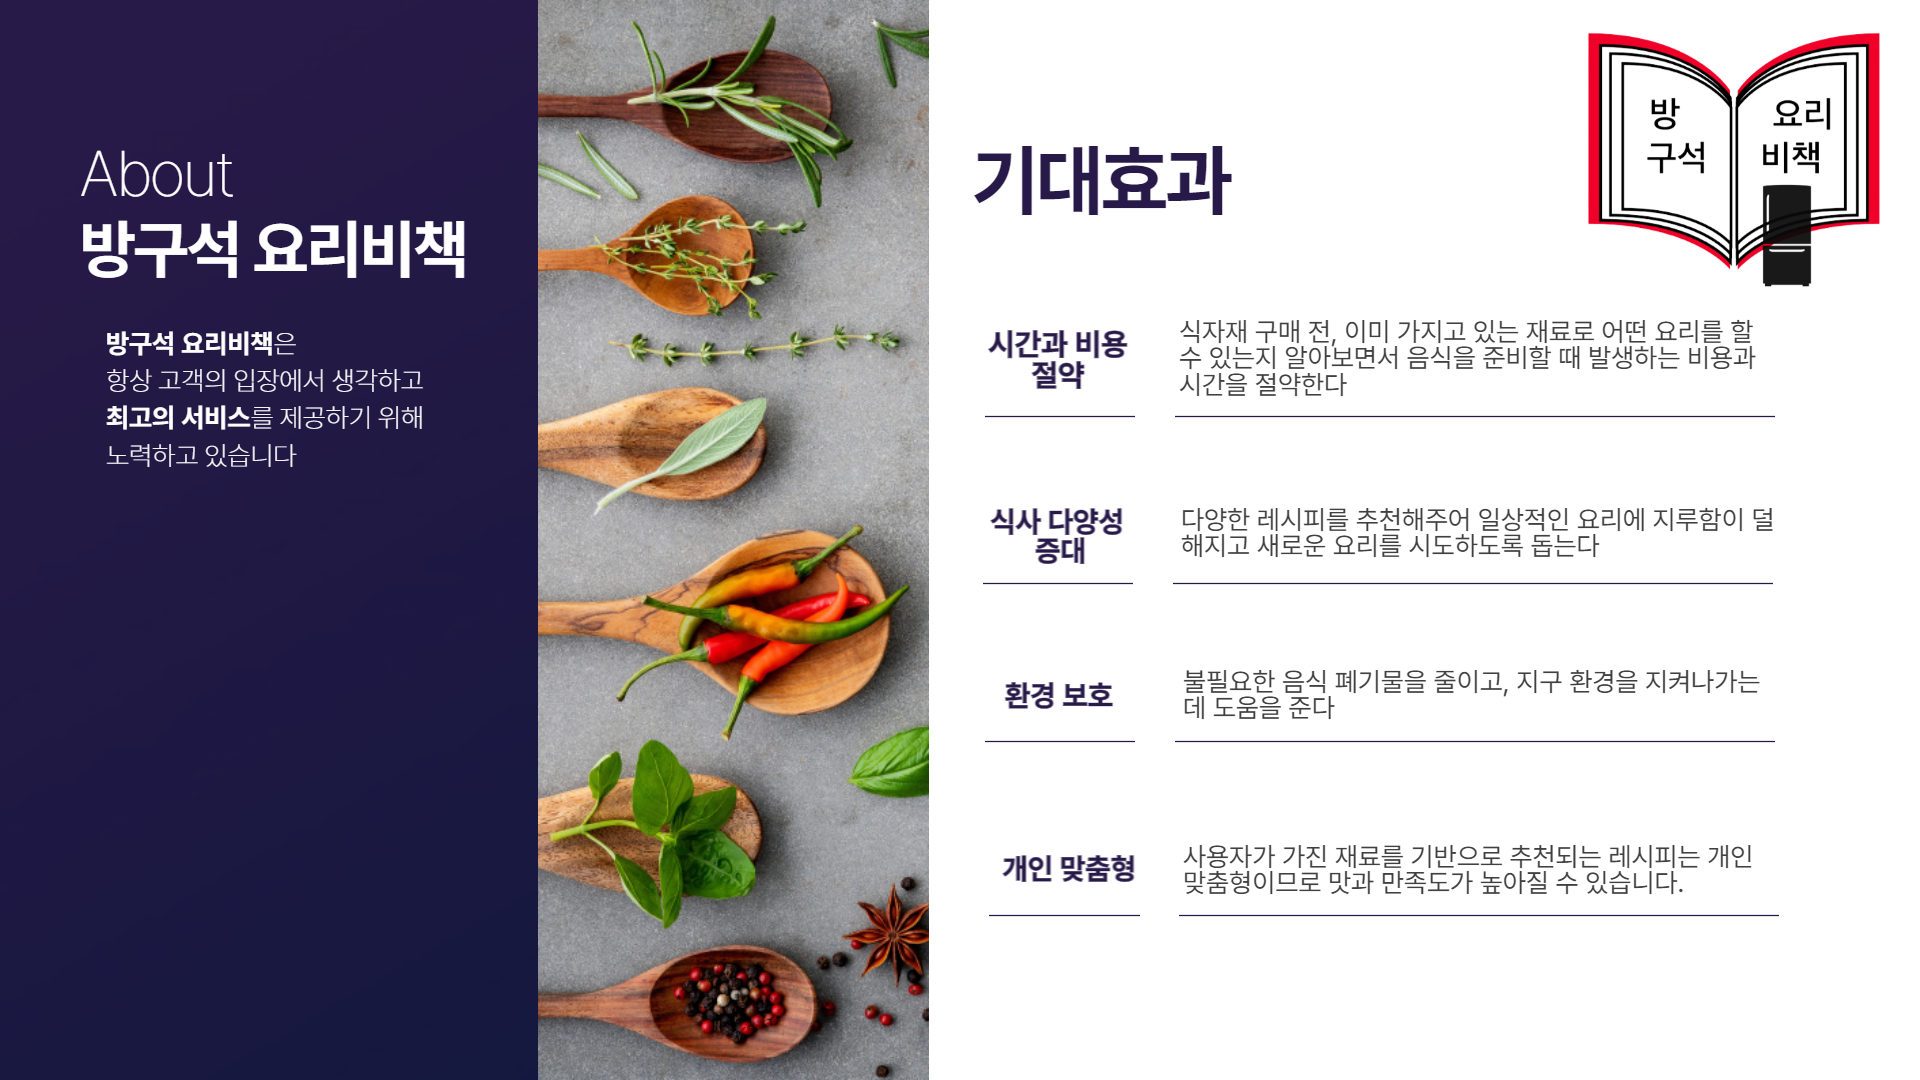 About
방구석 요리비책
방구석 요리비책은
항상 고객의 입장에서 생각하고
최고의 서비스를 제공하기 위해
노력하고 있습니다
기대효과
방
구석
요리
비책
시간과 비용
절약
식자재 구매 전, 이미 가지고 있는 재료로 어떤 요리를 할
수 있는지 알아보면서 음식을 준비할 때 발생하는 비용과
시간을 절약한다
식사 다양성
증대
다양한 레시피를 추천해주어 일상적인 요리에 지루함이 덜
해지고 새로운 요리를 시도하도록 돕는다
환경 보호
불필요한 음식 폐기물을 줄이고, 지구 환경을 지켜나가는
데 도움을 준다
개인 맞춤형
사용자가 가진 재료를 기반으로 추천되는 레시피는 개인
맞춤형이므로 맛과 만족도가 높아질 수 있습니다.